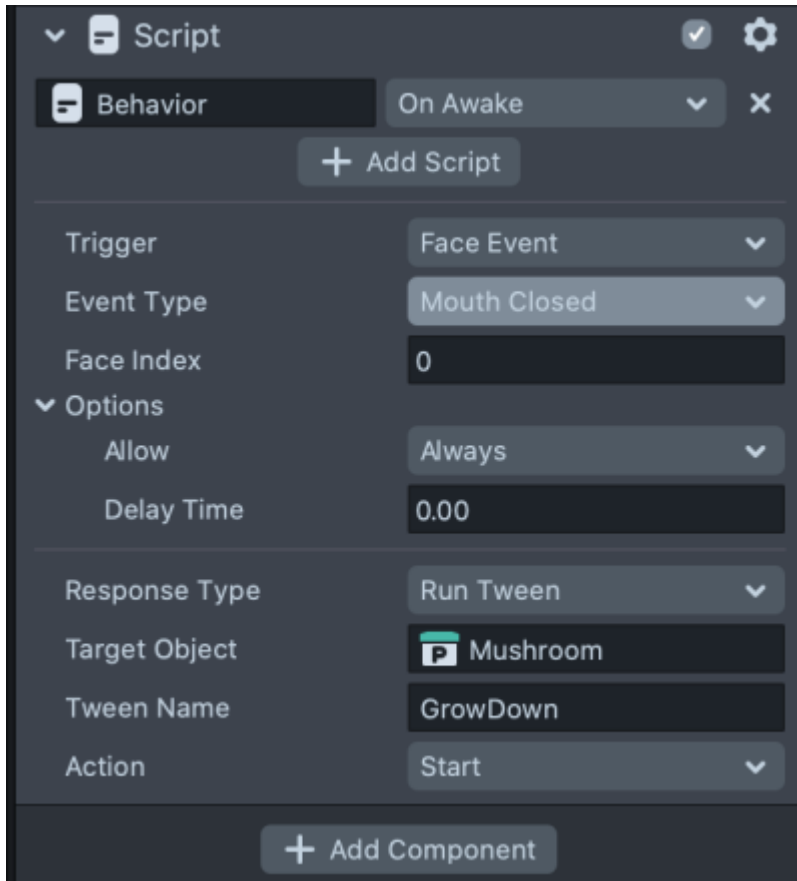 Script
Behavior On Awake
+ Add Script
Trigger Face Event
Event Type Mouth Closed
Face Index 0
Options
Allow Always
Delay Time 0.00
Response Type Run Tween
Target Object P Mushroom
Tween Name GrowDown
Action Start
+ Add Component